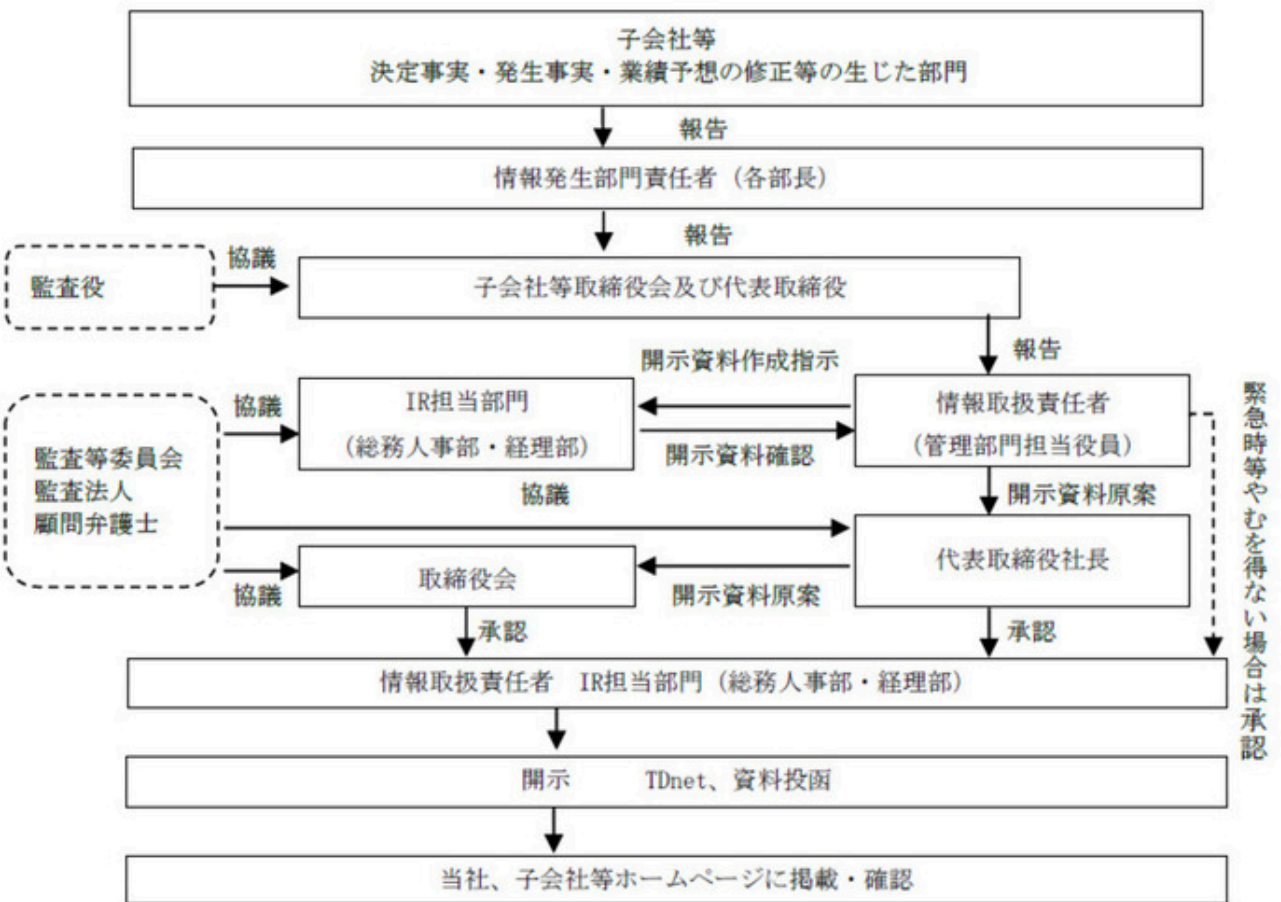 子会社等
決定事実・発生事実・業績予想の修正等の生じた部門
報告
情報発生部門責任者（各部長）
報告
監査役
協議
子会社等取締役会及び代表取締役
報告
開示資料作成指示
協議
IR担当部門
（総務人事部・経理部）
情報取扱責任者
（管理部門担当役員）
開示資料確認
監査等委員会
監査法人
顧問弁護士
協議
開示資料原案
代表取締役社長
取締役会
協議
開示資料原案
承認
承認
緊急時等やむを得ない場合は承認
情報取扱責任者　IR担当部門（総務人事部・経理部）
開示　　TDnet、資料投函
当社、子会社等ホームページに掲載・確認